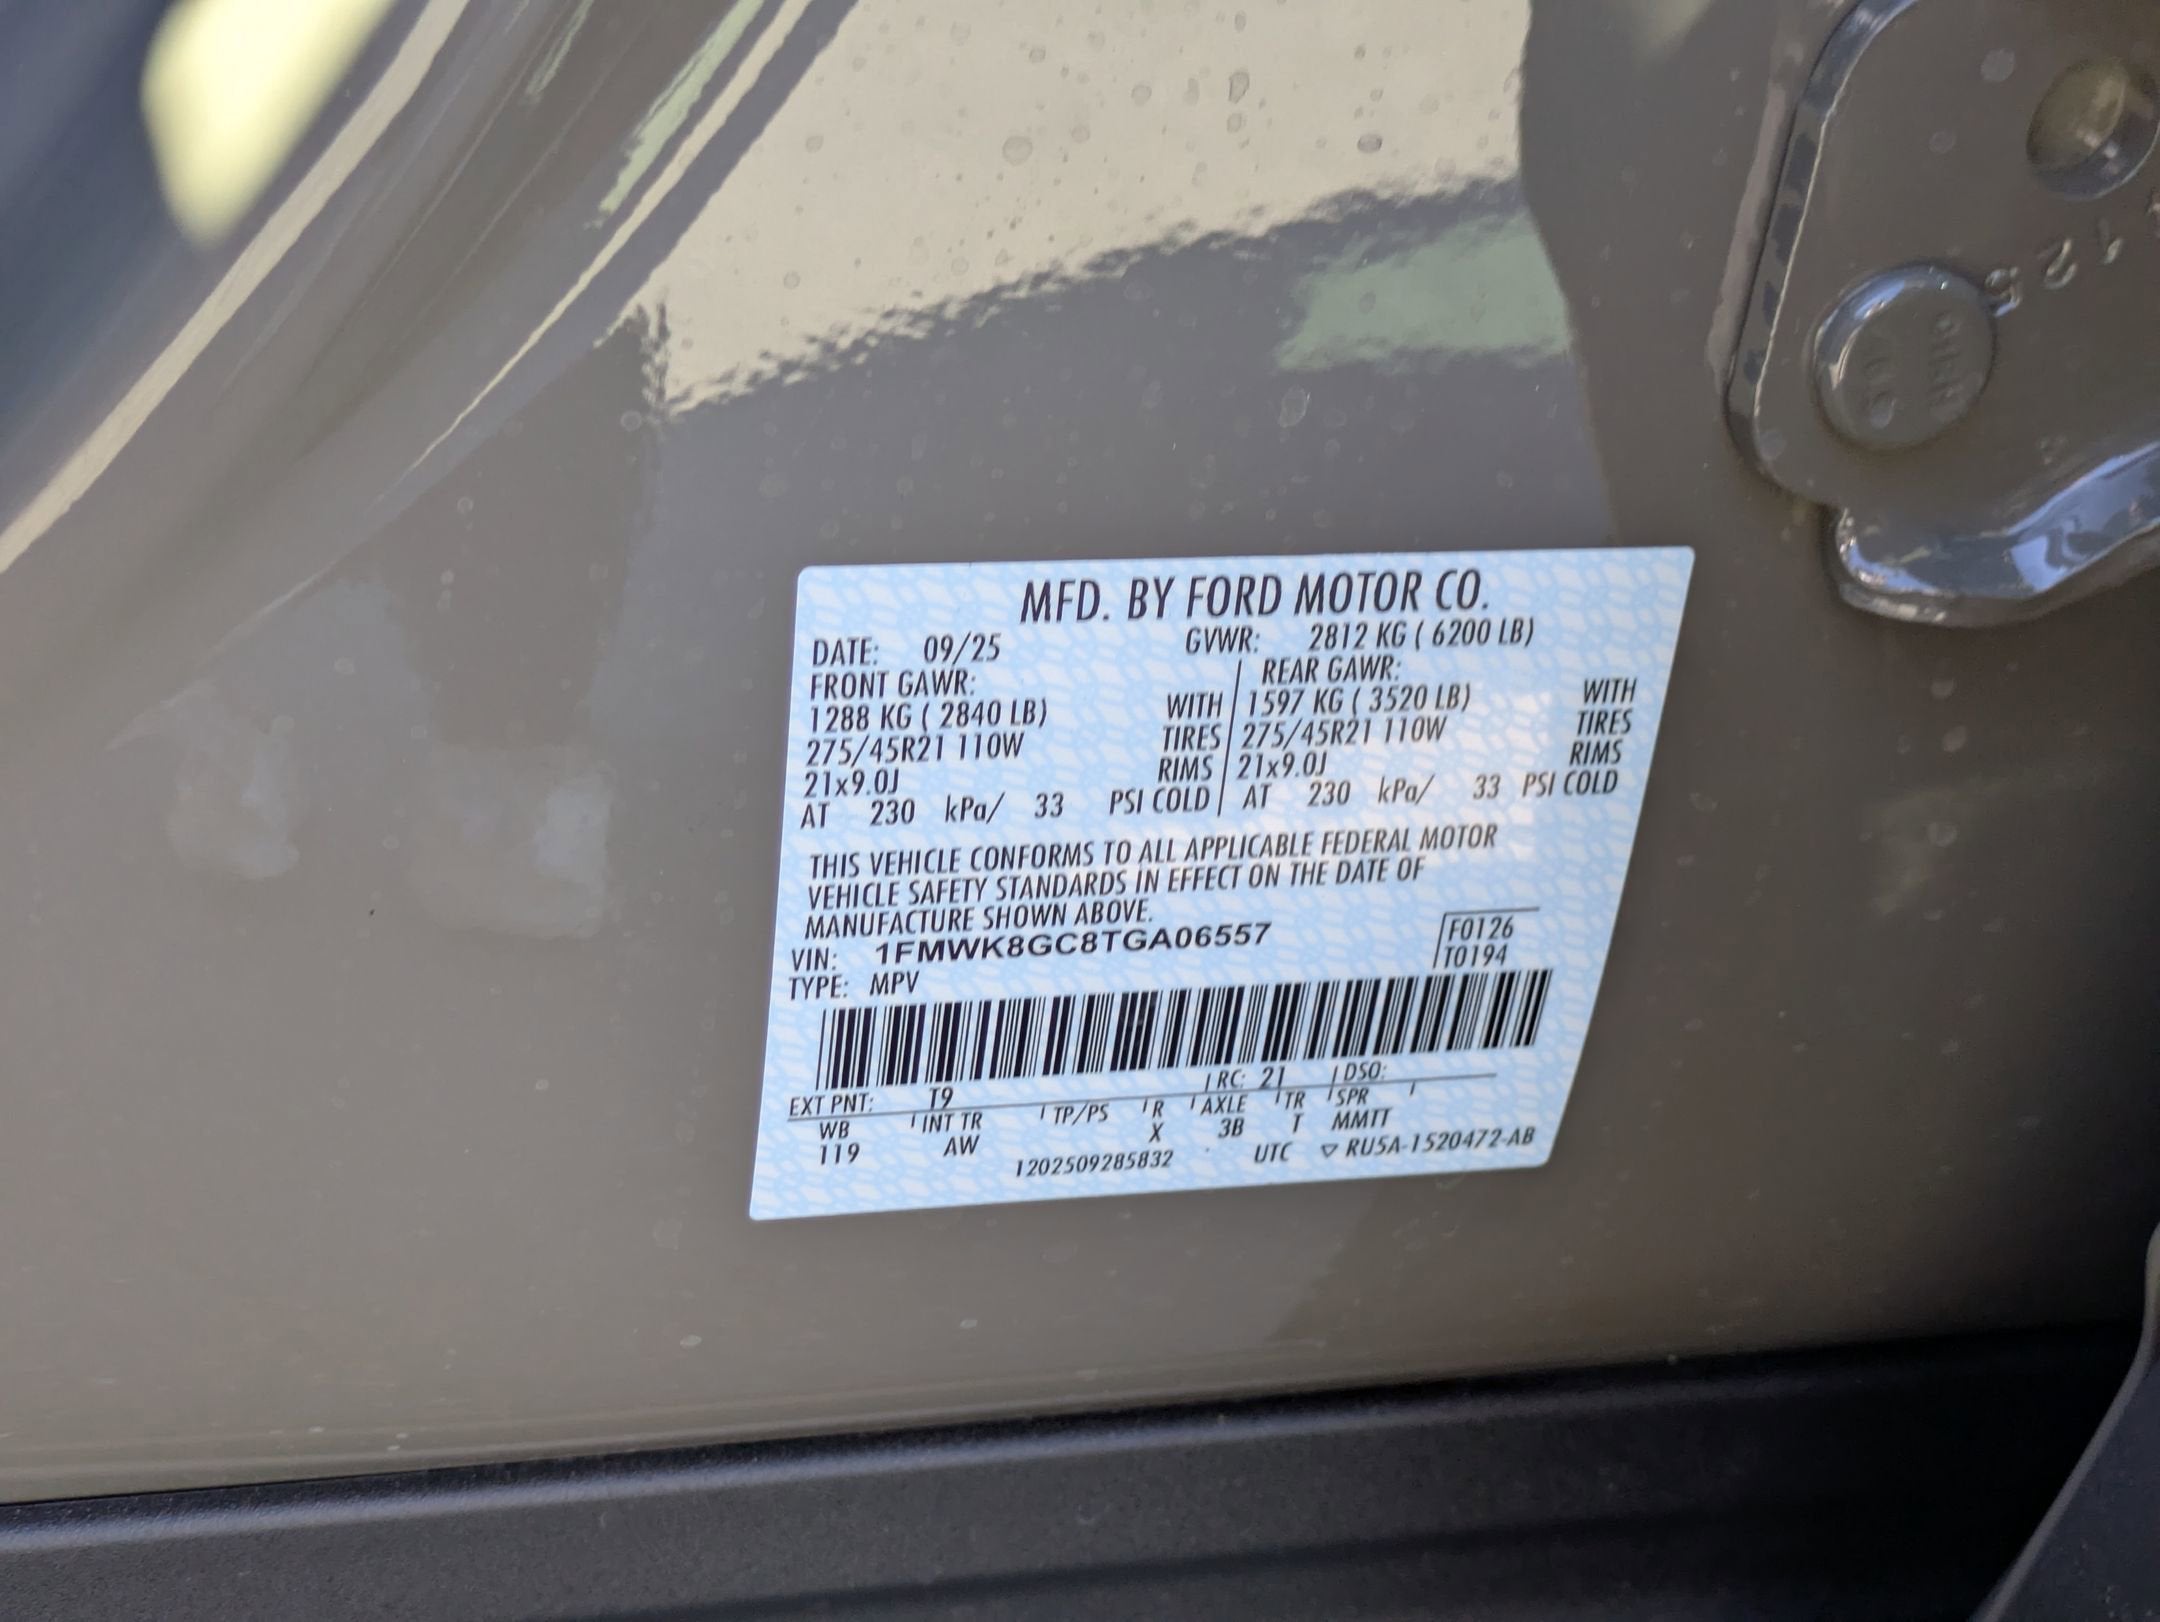 MFD. BY FORD MOTOR CO.
DATE: 09/25 GVWR: 2812 KG ( 6200 LB)
FRONT GAWR: REAR GAWR:
1288 KG ( 2840 LB) WITH 1597 KG ( 3520 LB) WITH
275/45R21 110W TIRES 275/45R21 110W TIRES
21x9.0J RIMS 21x9.0J RIMS
AT 230 kPa/ 33 PSI COLD AT 230 kPa/ 33 PSI COLD
THIS VEHICLE CONFORMS TO ALL APPLICABLE FEDERAL MOTOR
VEHICLE SAFETY STANDARDS IN EFFECT ON THE DATE OF
MANUFACTURE SHOWN ABOVE.
VIN: 1FMWK8GC8TGA06557 F0126
TYPE: MPV T0194
EXT PNT: T9 RC: 21 DSO:
WB INT TR TP/PS R AXLE TR SPR
119 AW X 3B T MMTT
1202509285832 UTC ▽ RU5A-1520472-AB